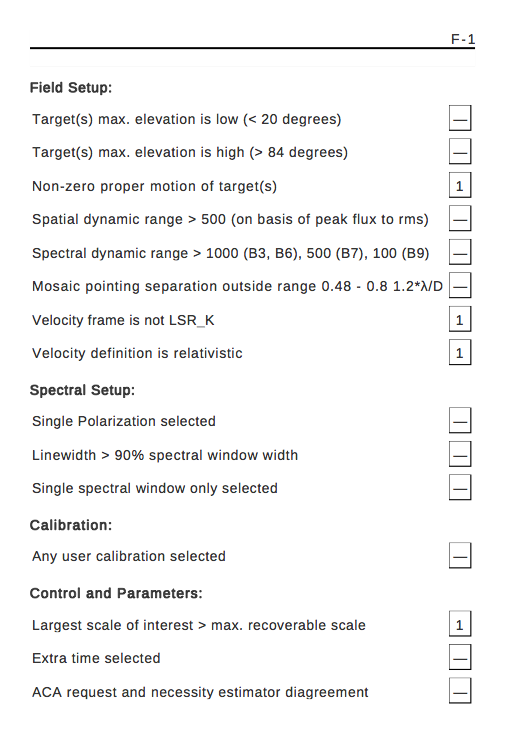 F-1
Field Setup:
Target(s) max. elevation is low (< 20 degrees) —
Target(s) max. elevation is high (> 84 degrees) —
Non-zero proper motion of target(s) 1
Spatial dynamic range > 500 (on basis of peak flux to rms) —
Spectral dynamic range > 1000 (B3, B6), 500 (B7), 100 (B9) —
Mosaic pointing separation outside range 0.48 - 0.8 1.2*λ/D —
Velocity frame is not LSR_K 1
Velocity definition is relativistic 1
Spectral Setup:
Single Polarization selected —
Linewidth > 90% spectral window width —
Single spectral window only selected —
Calibration:
Any user calibration selected —
Control and Parameters:
Largest scale of interest > max. recoverable scale 1
Extra time selected —
ACA request and necessity estimator diagreement —